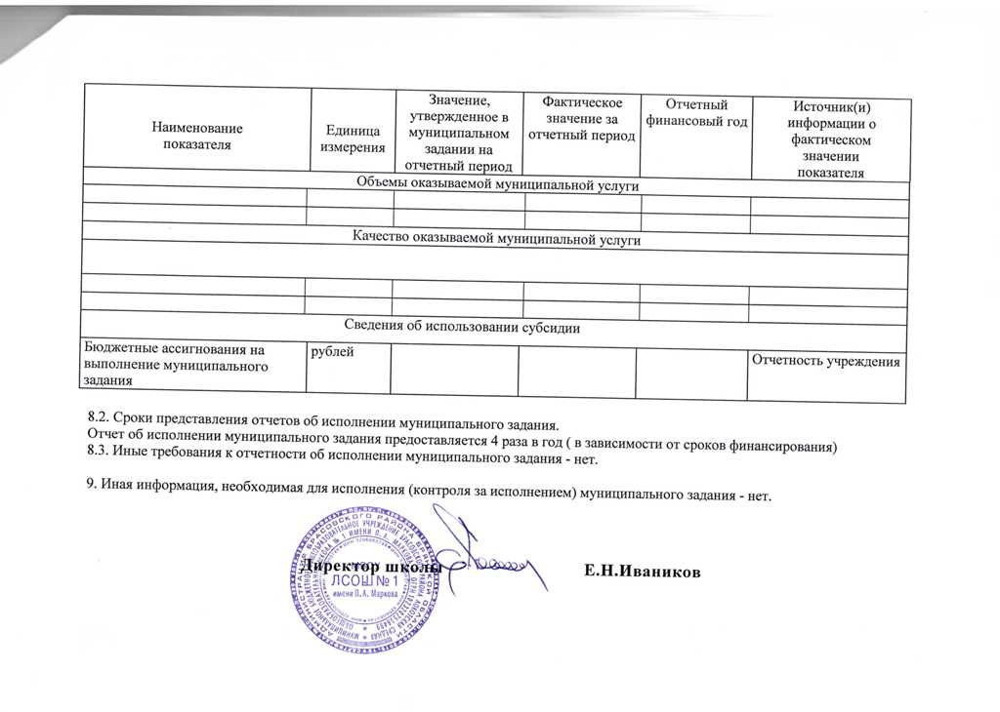 Наименование
показателя
Единица
измерения
Значение,
утвержденное в
муниципальном
задании на
отчетный период
Фактическое
значение за
отчетный период
Отчетный
финансовый год
Источник(и)
информации о
фактическом
значении
показателя
Объемы оказываемой муниципальной услуги
Качество оказываемой муниципальной услуги
Сведения об использовании субсидии
Бюджетные ассигнования на
выполнение муниципального
задания
рублей
Отчетность учреждения
8.2. Сроки представления отчетов об исполнении муниципального задания.
Отчет об исполнении муниципального задания предоставляется 4 раза в год ( в зависимости от сроков финансирования)
8.3. Иные требования к отчетности об исполнении муниципального задания - нет.
9. Иная информация, необходимая для исполнения (контроля за исполнением) муниципального задания - нет.
Директор школы
Е.Н.Иваников
АДМИНИСТРАЦИЯ БРАСОВСКОГО РАЙОНА БРЯНСКОЙ ОБЛАСТИ
ЛСОШ № 1
имени П.А. Маркова